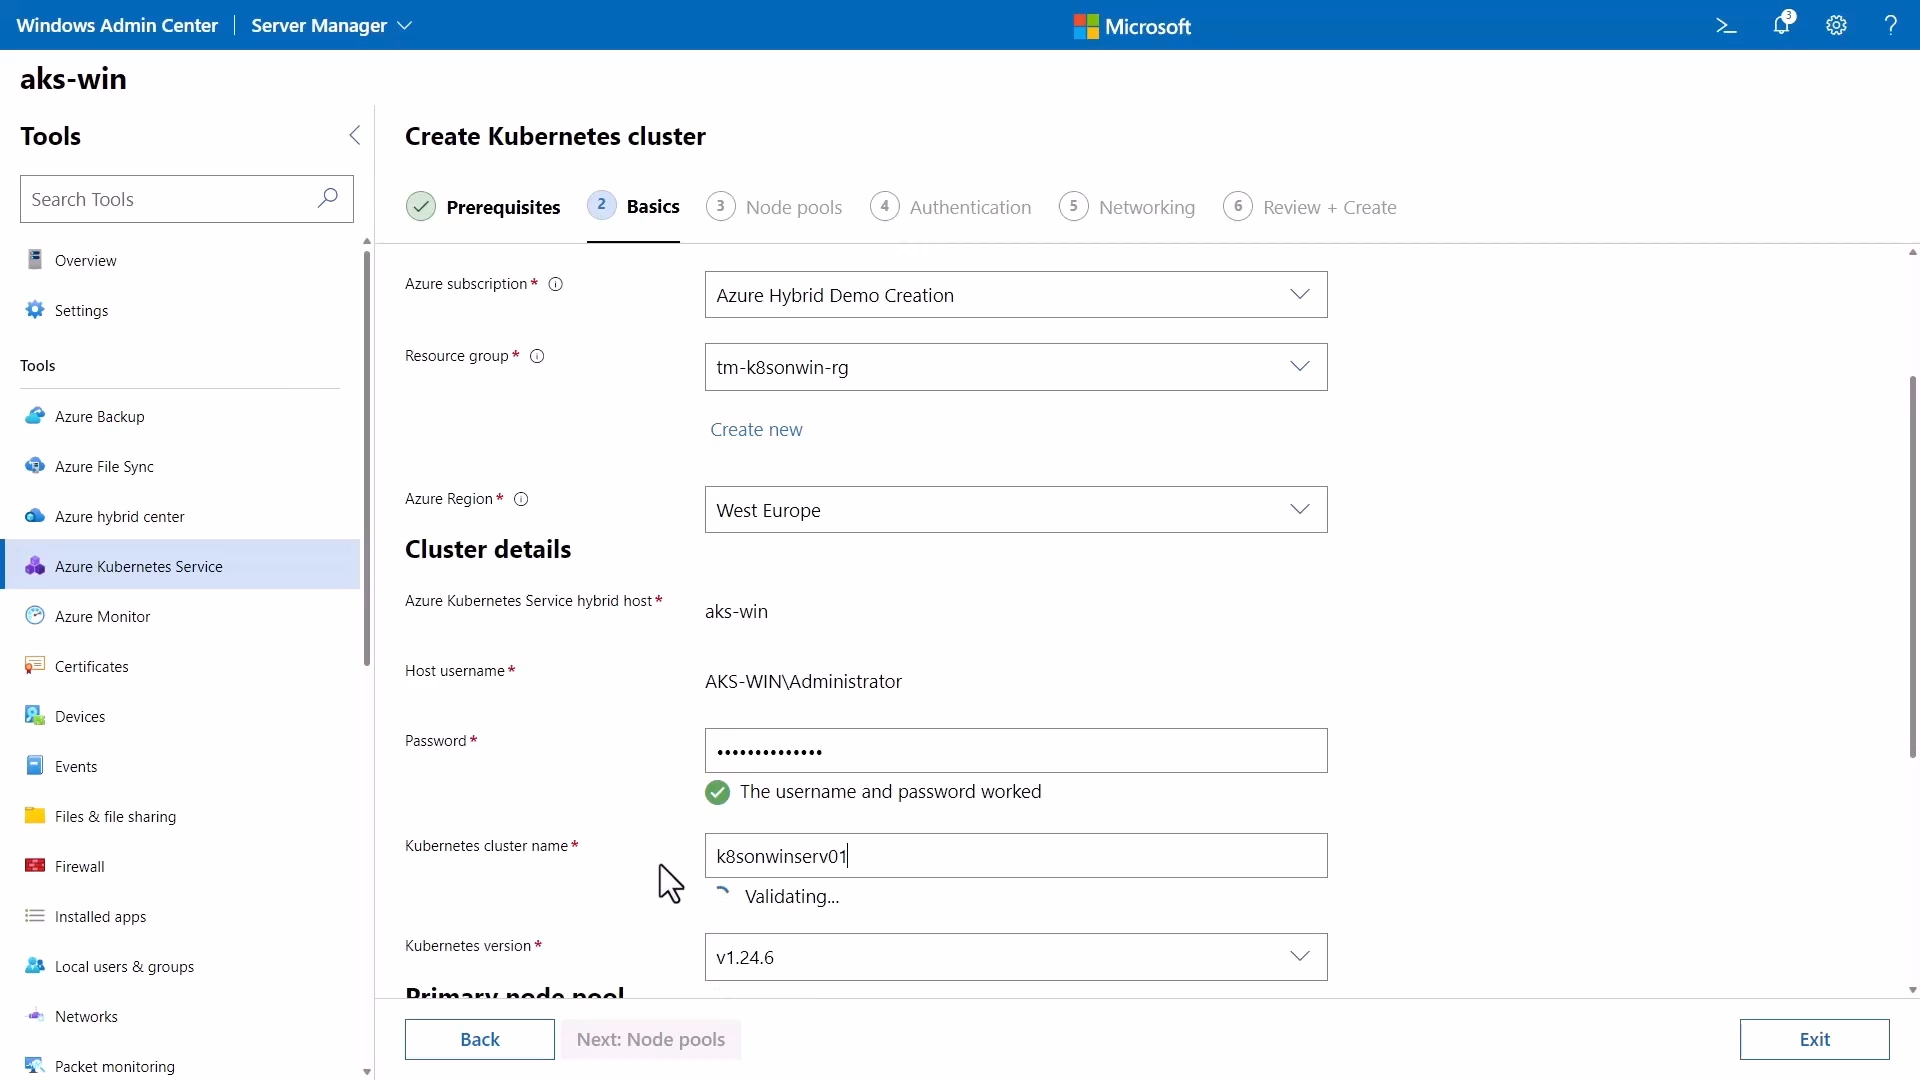 Windows Admin Center | Server Manager
Microsoft
3
?
aks-win
Tools
Search Tools
Overview
Settings
Tools
Azure Backup
Azure File Sync
Azure hybrid center
Azure Kubernetes Service
Azure Monitor
Certificates
Devices
Events
Files & file sharing
Firewall
Installed apps
Local users & groups
Networks
Packet monitoring
Create Kubernetes cluster
Prerequisites
2 Basics
3 Node pools
4 Authentication
5 Networking
6 Review + Create
Azure subscription *
Azure Hybrid Demo Creation
Resource group *
tm-k8sonwin-rg
Create new
Azure Region *
West Europe
Cluster details
Azure Kubernetes Service hybrid host *
aks-win
Host username *
AKS-WIN\Administrator
Password *
••••••••••••••
The username and password worked
Kubernetes cluster name *
k8sonwinserv01
Validating...
Kubernetes version *
v1.24.6
Primary node pool
Back
Next: Node pools
Exit